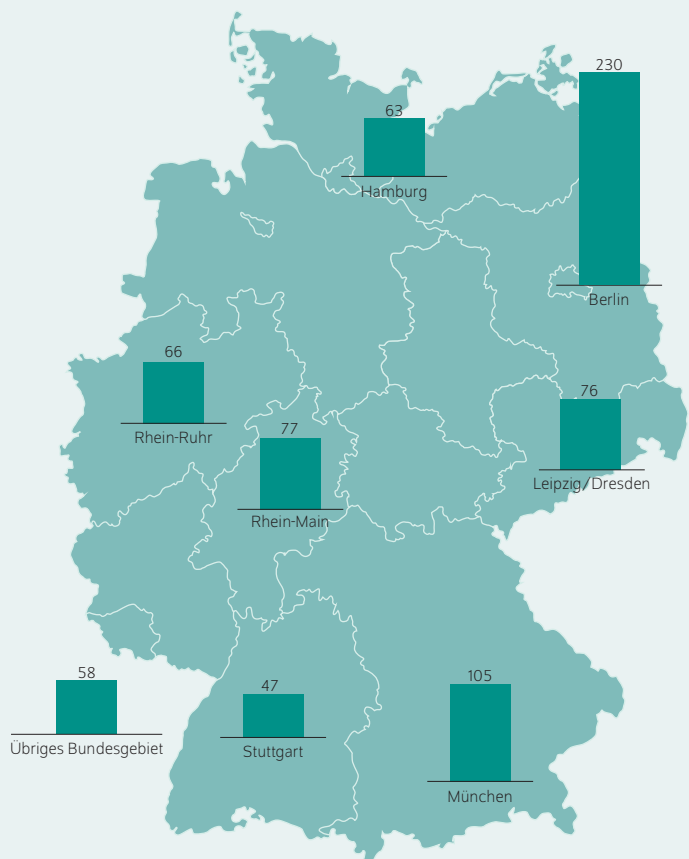 230
Berlin
63
Hamburg
66
Rhein-Ruhr
77
Rhein-Main
76
Leipzig/Dresden
58
Übriges Bundesgebiet
47
Stuttgart
105
München